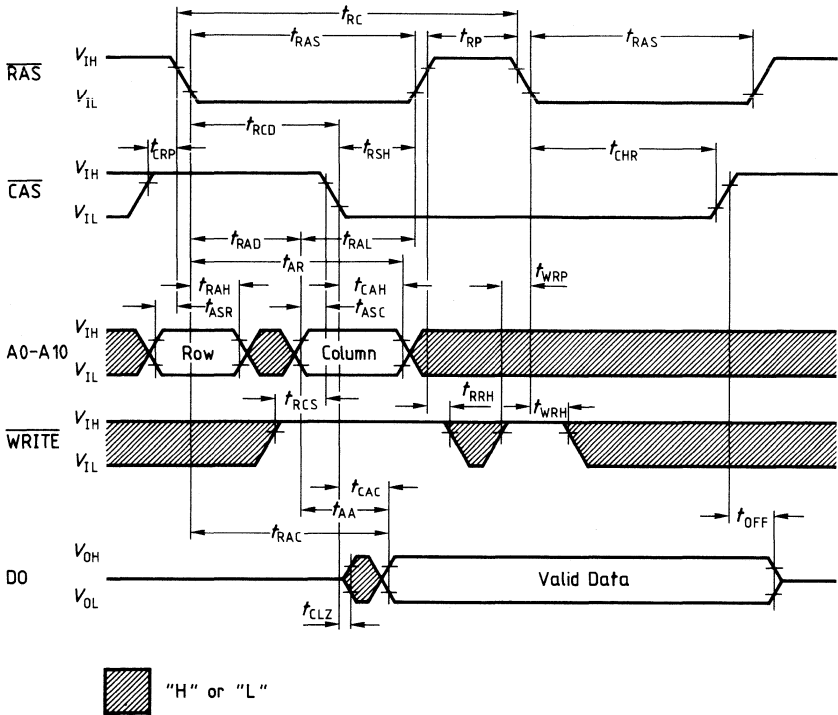 tRC
tRAS tRP tRAS
RAS VIH
VIL
tRCD
tCRP tRSH tCHR
CAS VIH
VIL
tRAD tRAL
tAR
tRAH tCAH tWRP
tASR tASC
A0-A10 VIH
VIL
Row Column
tRCS tRRH tWRH
WRITE VIH
VIL
tCAC
tAA
tRAC tOFF
DO VOH
VOL
Valid Data
tCLZ
"H" or "L"